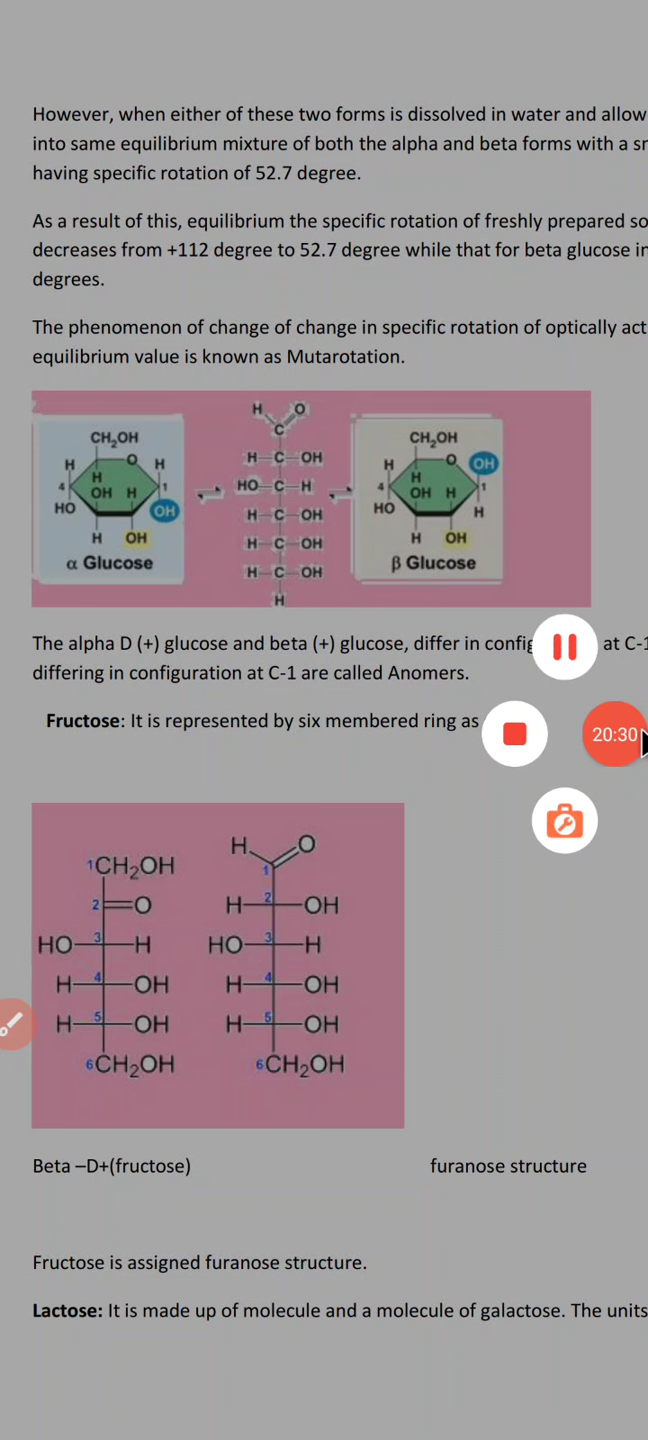 However, when either of these two forms is dissolved in water and allow
into same equilibrium mixture of both the alpha and beta forms with a
having specific rotation of 52.7 degree.
As a result of this, equilibrium the specific rotation of freshly prepared so
decreases from +112 degree to 52.7 degree while that for beta glucose in
degrees.
The phenomenon of change of change in specific rotation of optically act
equilibrium value is known as Mutarotation.
CH2OH
H O H
H
4 OH H 1
HO OH
H OH
α Glucose
H O
C
H C OH
HO C H
H C OH
H C OH
H C OH
H
CH2OH
H O OH
H
4 OH H 1
HO H
H OH
β Glucose
The alpha D (+) glucose and beta (+) glucose, differ in config at C-1
differing in configuration at C-1 are called Anomers.
Fructose: It is represented by six membered ring as
20:30
1CH2OH
2 O
HO 3 H
H 4 OH
H 5 OH
6CH2OH
H O
1
H 2 OH
HO 3 H
H 4 OH
H 5 OH
6CH2OH
Beta –D+(fructose) furanose structure
Fructose is assigned furanose structure.
Lactose: It is made up of molecule and a molecule of galactose. The units